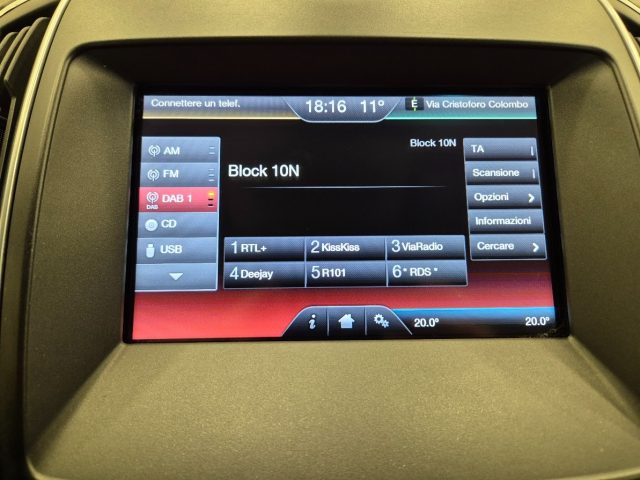 Connettere un telef. 18:16 11° E Via Cristoforo Colombo
AM
FM
DAB 1
DAB
CD
USB
Block 10N
Block 10N
TA
Scansione
Opzioni >
Informazioni
Cercare >
1 RTL+ 2 KissKiss 3 ViaRadio
4 Deejay 5 R101 6 * RDS *
i 20.0° 20.0°